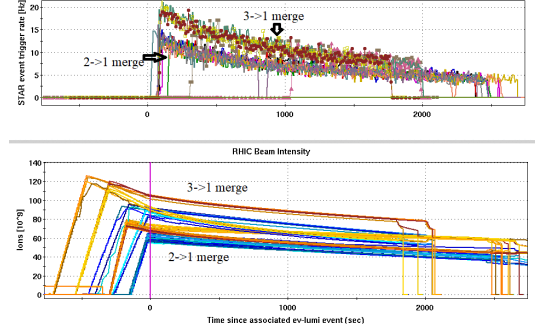 STAR event trigger rate [Hz]
20
15
10
5
0
3->1 merge
2->1 merge
0
1000
2000
RHIC Beam Intensity
Ions [10^8]
140
120
100
80
60
40
20
0
3->1 merge
2->1 merge
0
1000
2000
Time since associated ev-lumi event (sec)